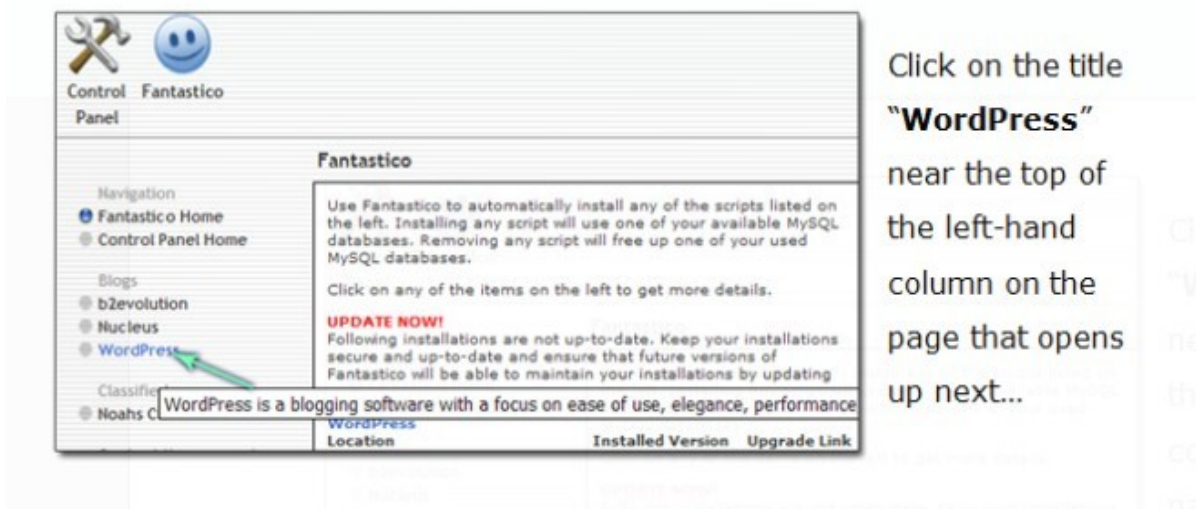 Control Panel
Fantastico
Fantastico
Navigation
Fantastico Home
Control Panel Home
Blogs
b2evolution
Nucleus
WordPress
Use Fantastico to automatically install any of the scripts listed on
the left. Installing any script will use one of your available MySQL
databases. Removing any script will free up one of your used
MySQL databases.
Click on any of the items on the left to get more details.
UPDATE NOW!
Following installations are not up-to-date. Keep your installations
secure and up-to-date and ensure that future versions of
Fantastico will be able to maintain your installations by updating
WordPress is a blogging software with a focus on ease of use, elegance, performance
Noahs
WordPress
Location Installed Version Upgrade Link
Click on the title
“WordPress”
near the top of
the left-hand
column on the
page that opens
up next...